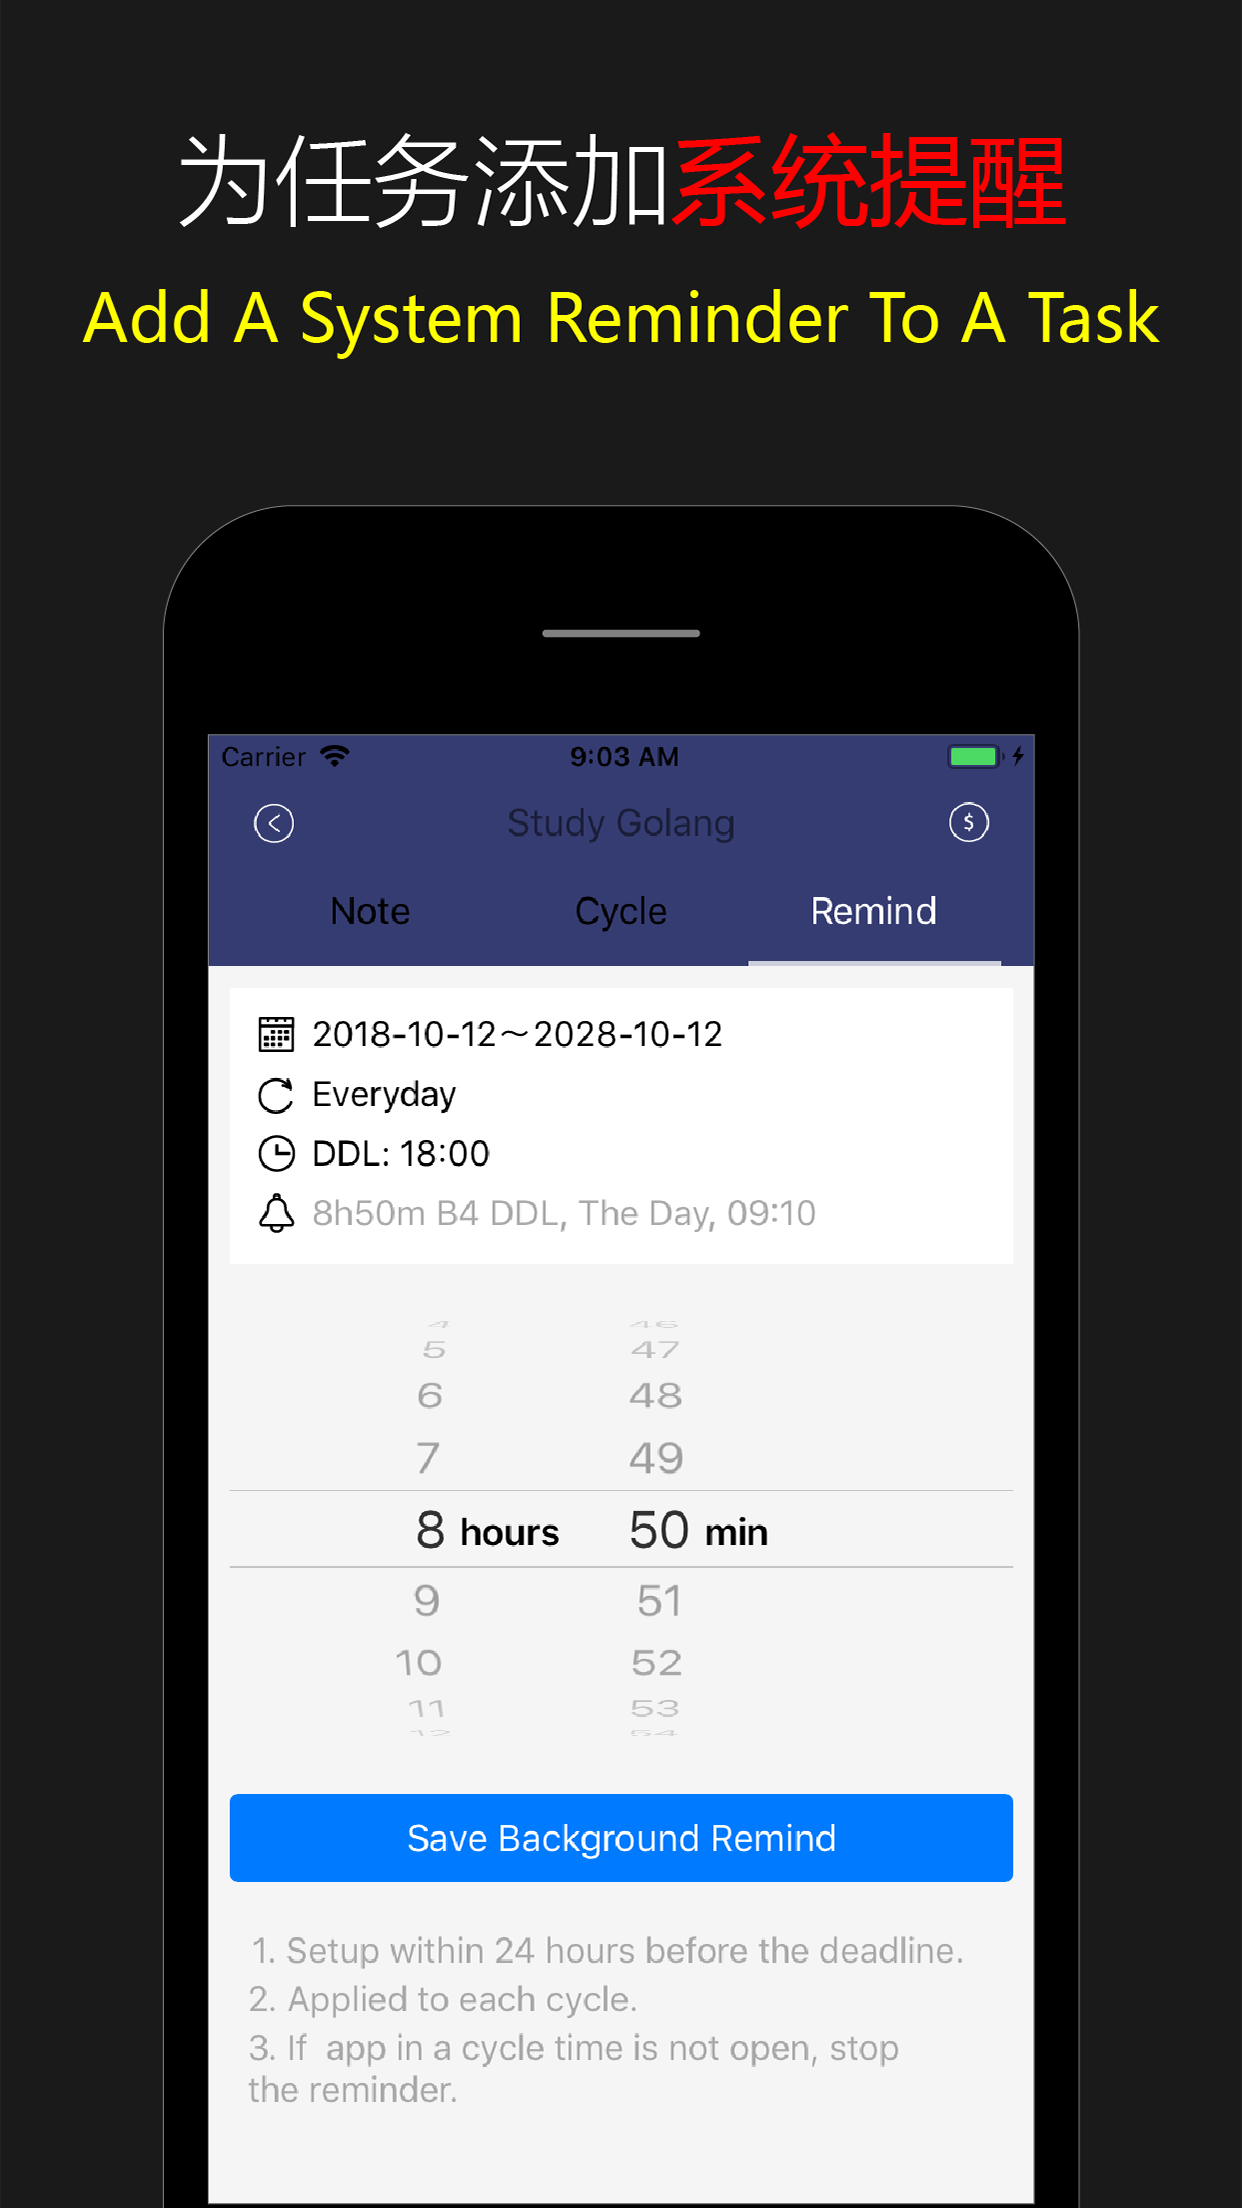 为任务添加系统提醒
Add A System Reminder To A Task
Carrier 9:03 AM
Study Golang
$
Note Cycle Remind
2018-10-12～2028-10-12
Everyday
DDL: 18:00
8h50m B4 DDL, The Day, 09:10
4 46
5 47
6 48
7 49
8 hours 50 min
9 51
10 52
11 53
12 54
Save Background Remind
1. Setup within 24 hours before the deadline.
2. Applied to each cycle.
3. If app in a cycle time is not open, stop
the reminder.